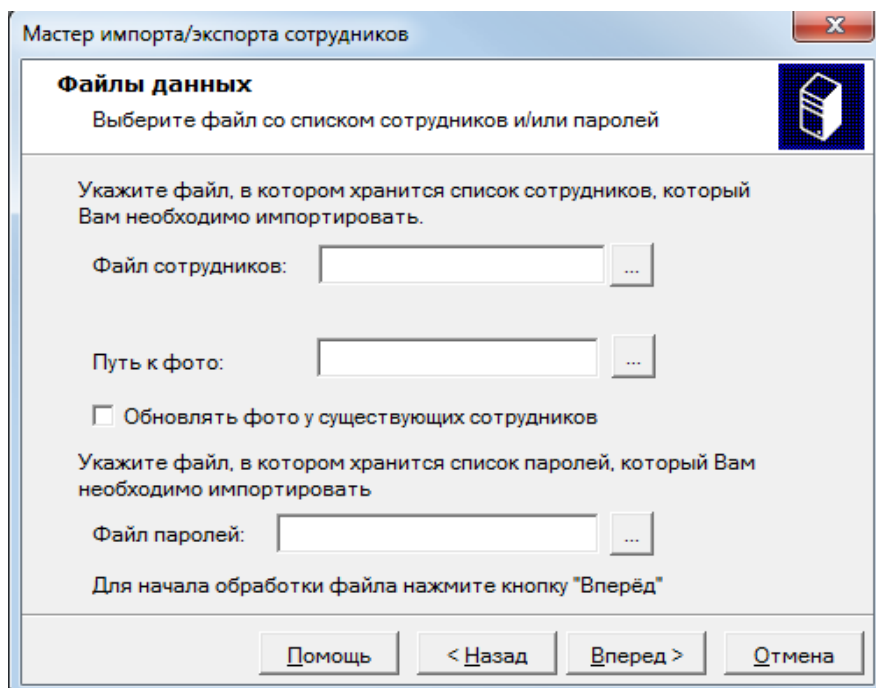 Мастер импорта/экспорта сотрудников
Файлы данных
Выберите файл со списком сотрудников и/или паролей
Укажите файл, в котором хранится список сотрудников, который
Вам необходимо импортировать.
Файл сотрудников:
...
Путь к фото:
...
Обновлять фото у существующих сотрудников
Укажите файл, в котором хранится список паролей, который Вам
необходимо импортировать
Файл паролей:
...
Для начала обработки файла нажмите кнопку "Вперёд"
Помощь
< Назад
Вперед >
Отмена